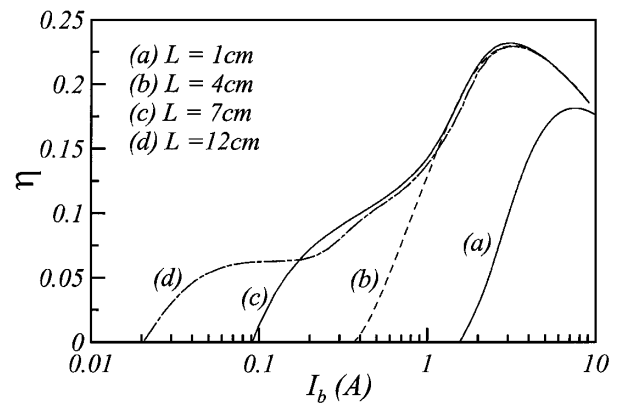 0.25
0.2
0.15
0.1
0.05
0
η
(a) L = 1cm
(b) L = 4cm
(c) L = 7cm
(d) L =12cm
(a)
(b)
(c)
(d)
0.01
0.1
1
10
I_b (A)